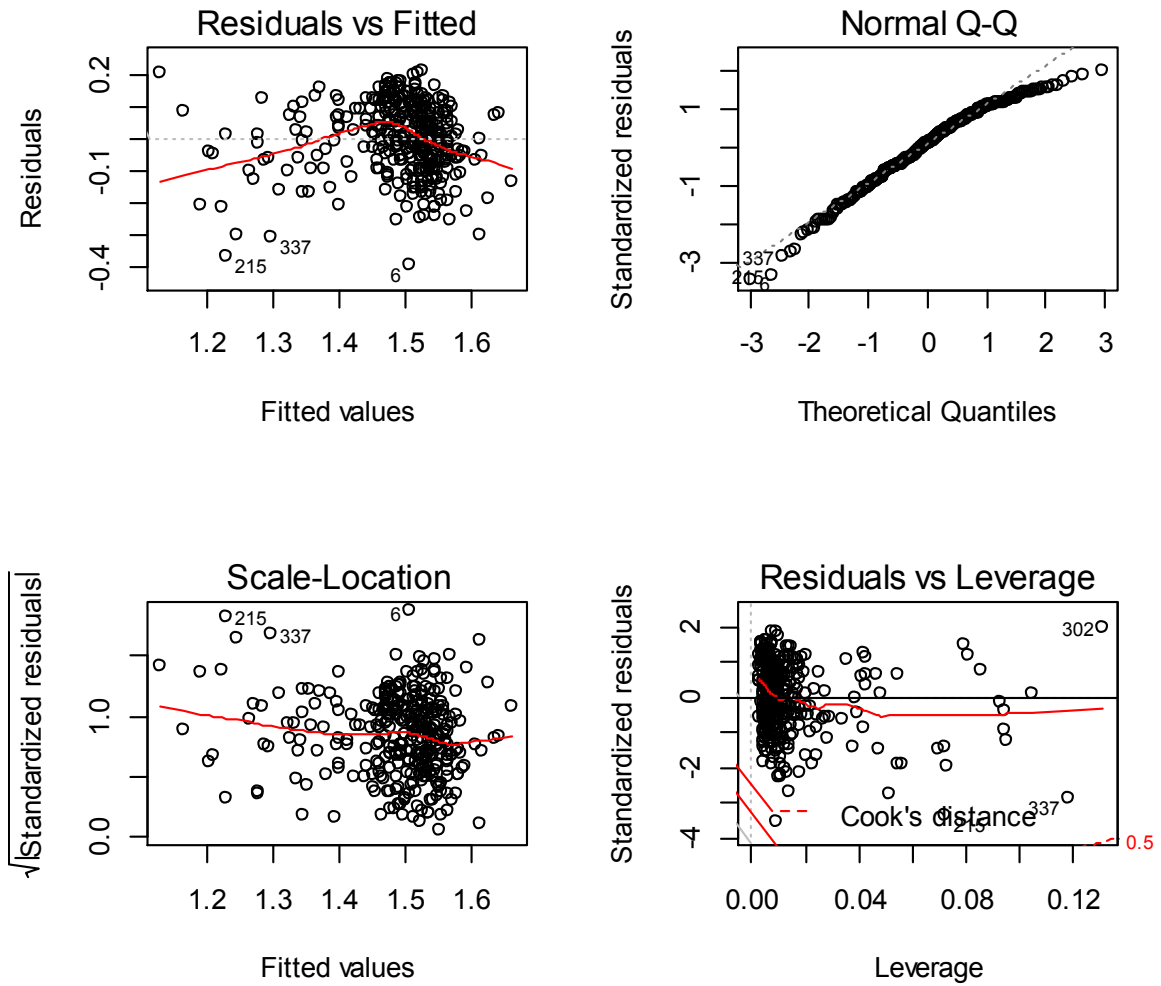 Residuals vs Fitted
Residuals
0.2
-0.1
-0.4
337
215
6
1.2 1.3 1.4 1.5 1.6
Fitted values
Normal Q-Q
Standardized residuals
1
-1
-3
337
215
6
-3 -2 -1 0 1 2 3
Theoretical Quantiles
Scale-Location
√|Standardized residuals|
1.0
0.0
215
337
6
1.2 1.3 1.4 1.5 1.6
Fitted values
Residuals vs Leverage
Standardized residuals
2
0
-2
-4
302
Cook's distance
337
215
0.5
0.00 0.04 0.08 0.12
Leverage